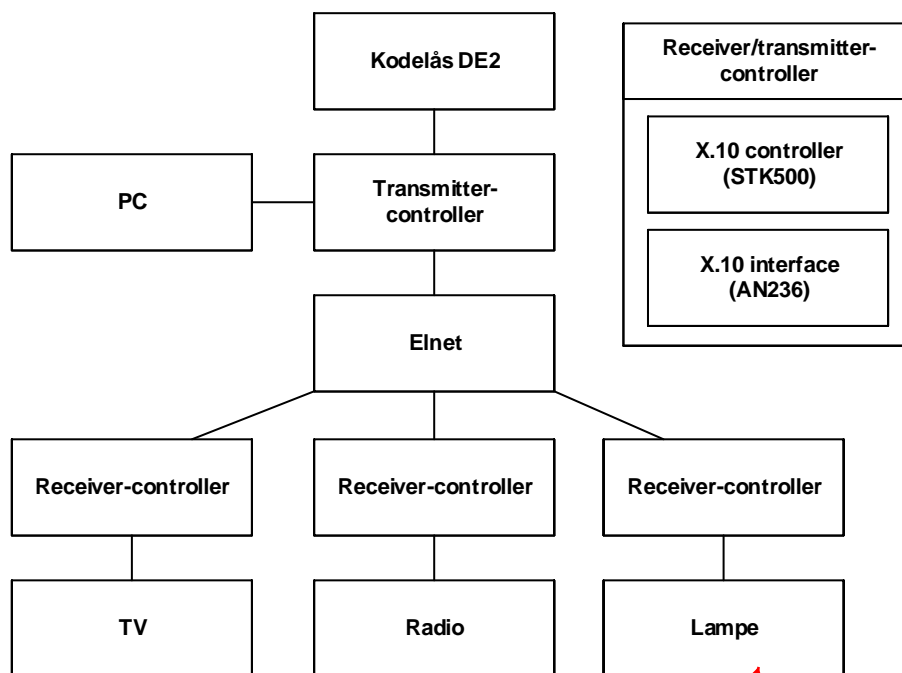 Kodelås DE2
Receiver/transmitter-
controller
X.10 controller
(STK500)
PC
Transmitter-
controller
X.10 interface
(AN236)
Elnet
Receiver-controller
Receiver-controller
Receiver-controller
TV
Radio
Lampe